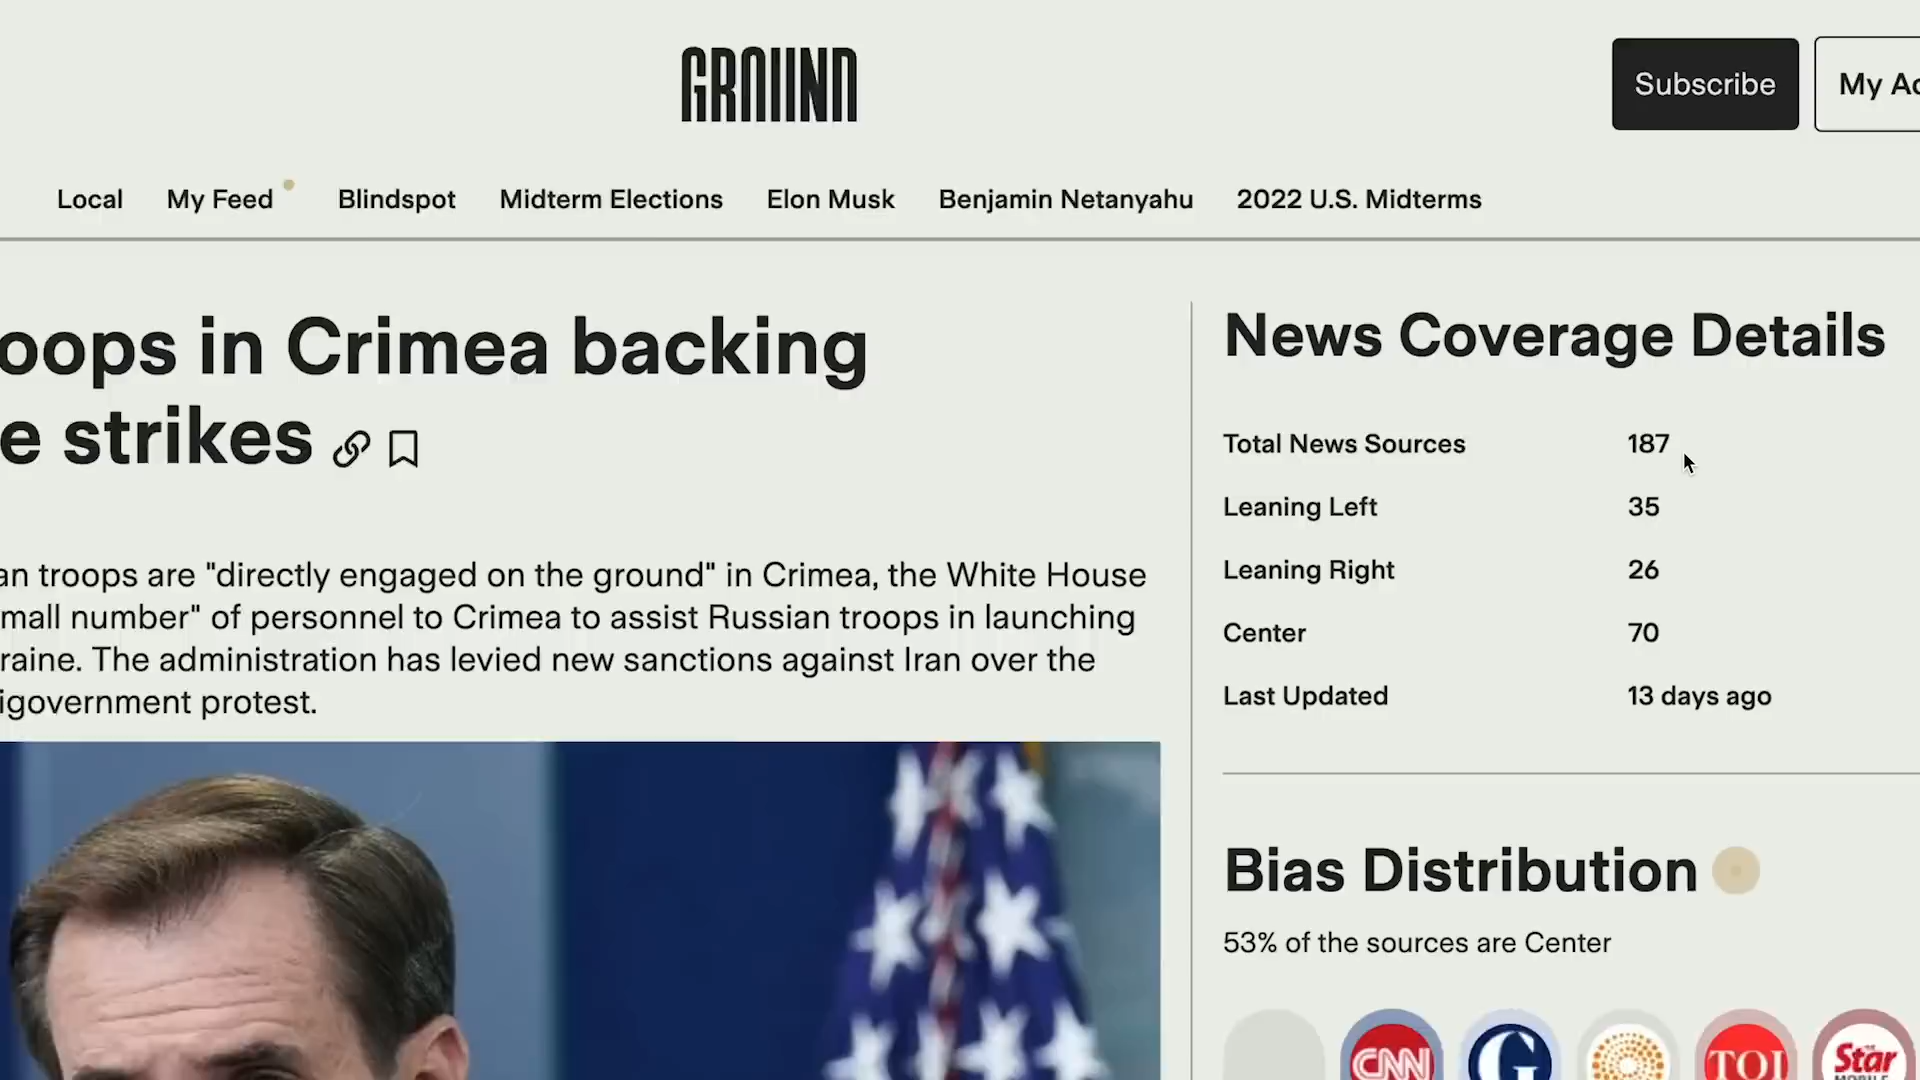 GROUND
Subscribe
My Ac
Local
My Feed
Blindspot
Midterm Elections
Elon Musk
Benjamin Netanyahu
2022 U.S. Midterms
oops in Crimea backing
e strikes
an troops are "directly engaged on the ground" in Crimea, the White House
mall number" of personnel to Crimea to assist Russian troops in launching
raine. The administration has levied new sanctions against Iran over the
igovernment protest.
News Coverage Details
Total News Sources 187
Leaning Left 35
Leaning Right 26
Center 70
Last Updated 13 days ago
Bias Distribution
53% of the sources are Center
CNN
G
TOI
Star
MOBILE